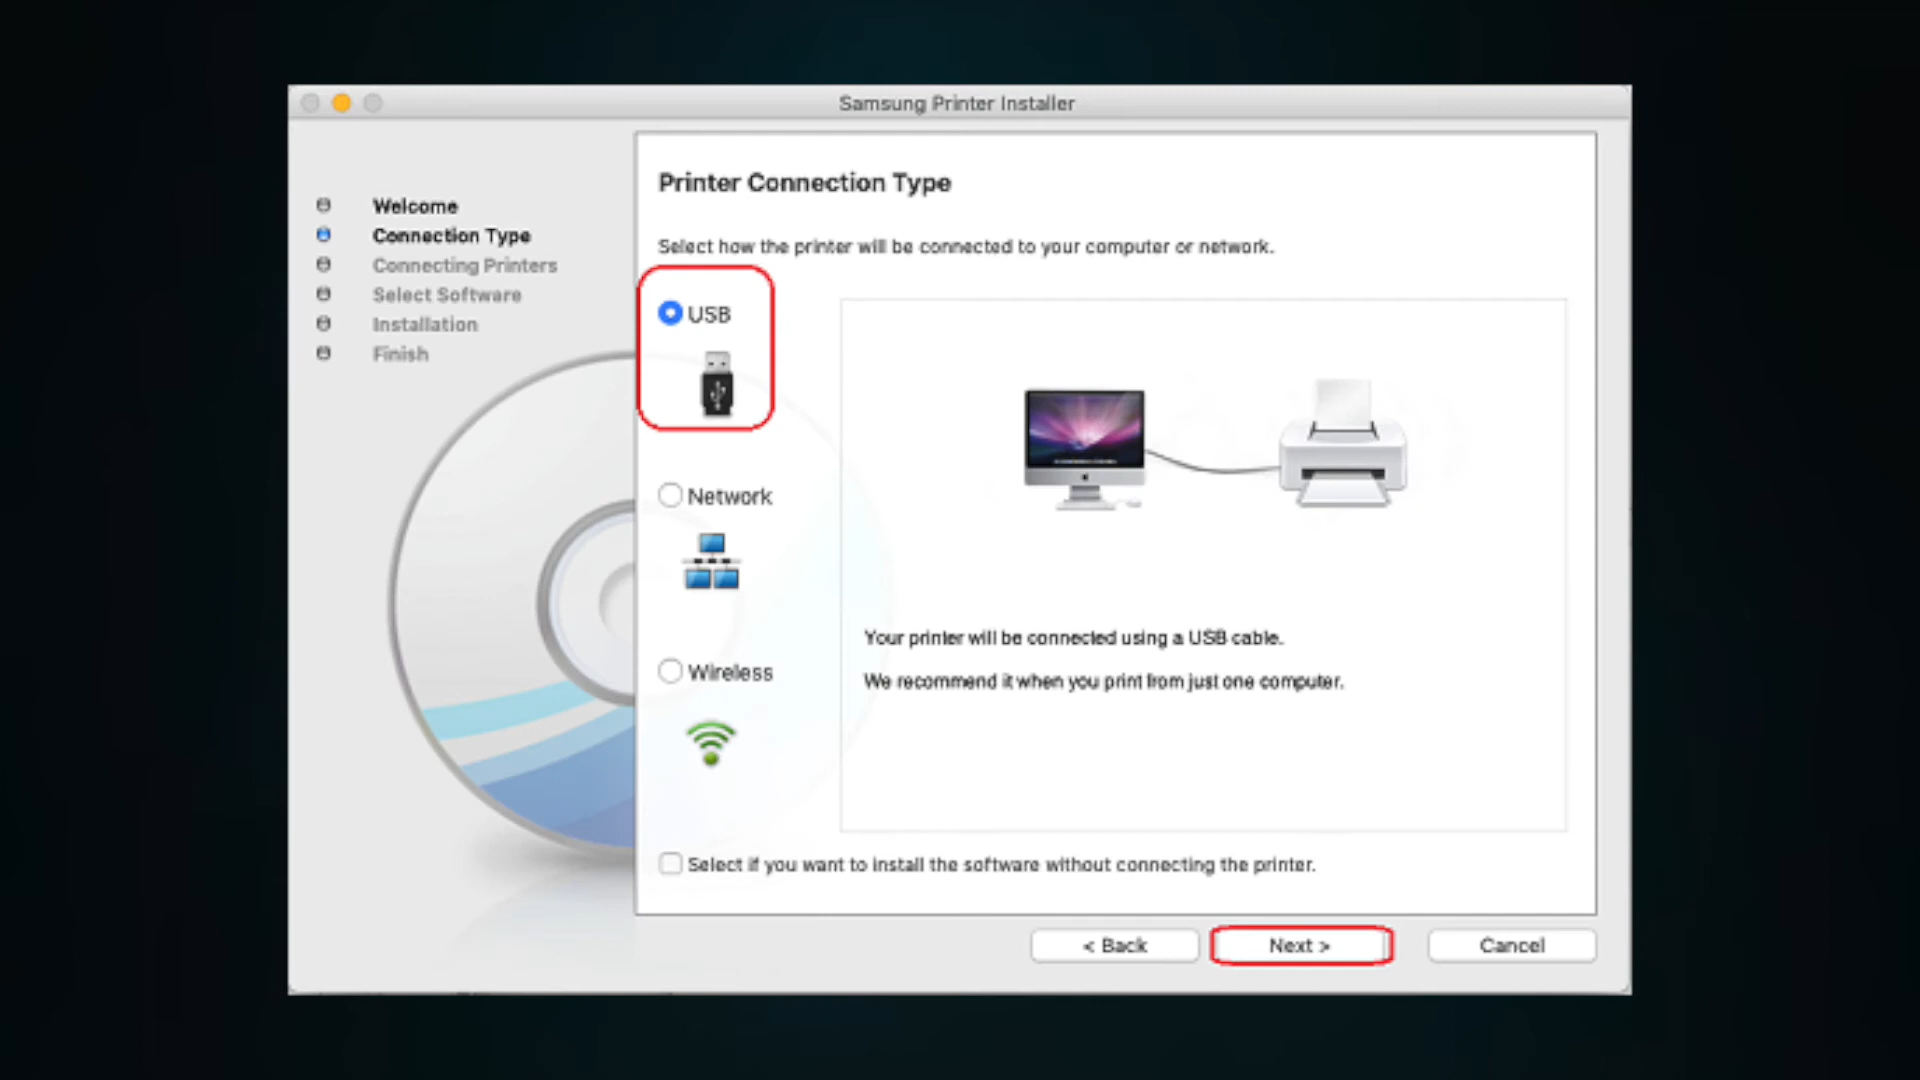 Samsung Printer Installer
Welcome
Connection Type
Connecting Printers
Select Software
Installation
Finish
Printer Connection Type
Select how the printer will be connected to your computer or network.
USB
Network
Wireless
Your printer will be connected using a USB cable.
We recommend it when you print from just one computer.
Select if you want to install the software without connecting the printer.
< Back
Next >
Cancel